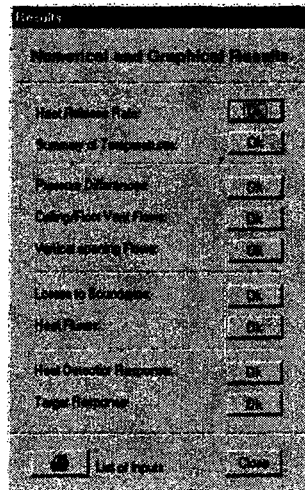 Results
Numerical and Graphical Results
Heat Release Rate: Ok
Summary of Temperatures: Ok
Pressure Differences: Ok
Ceiling/Floor Vent Flows: Ok
Vertical opening Flows: Ok
Losses to Boundaries: Ok
Heat Fluxes: Ok
Heat Detector Response: Ok
Target Response: Ok
List of Inputs Close